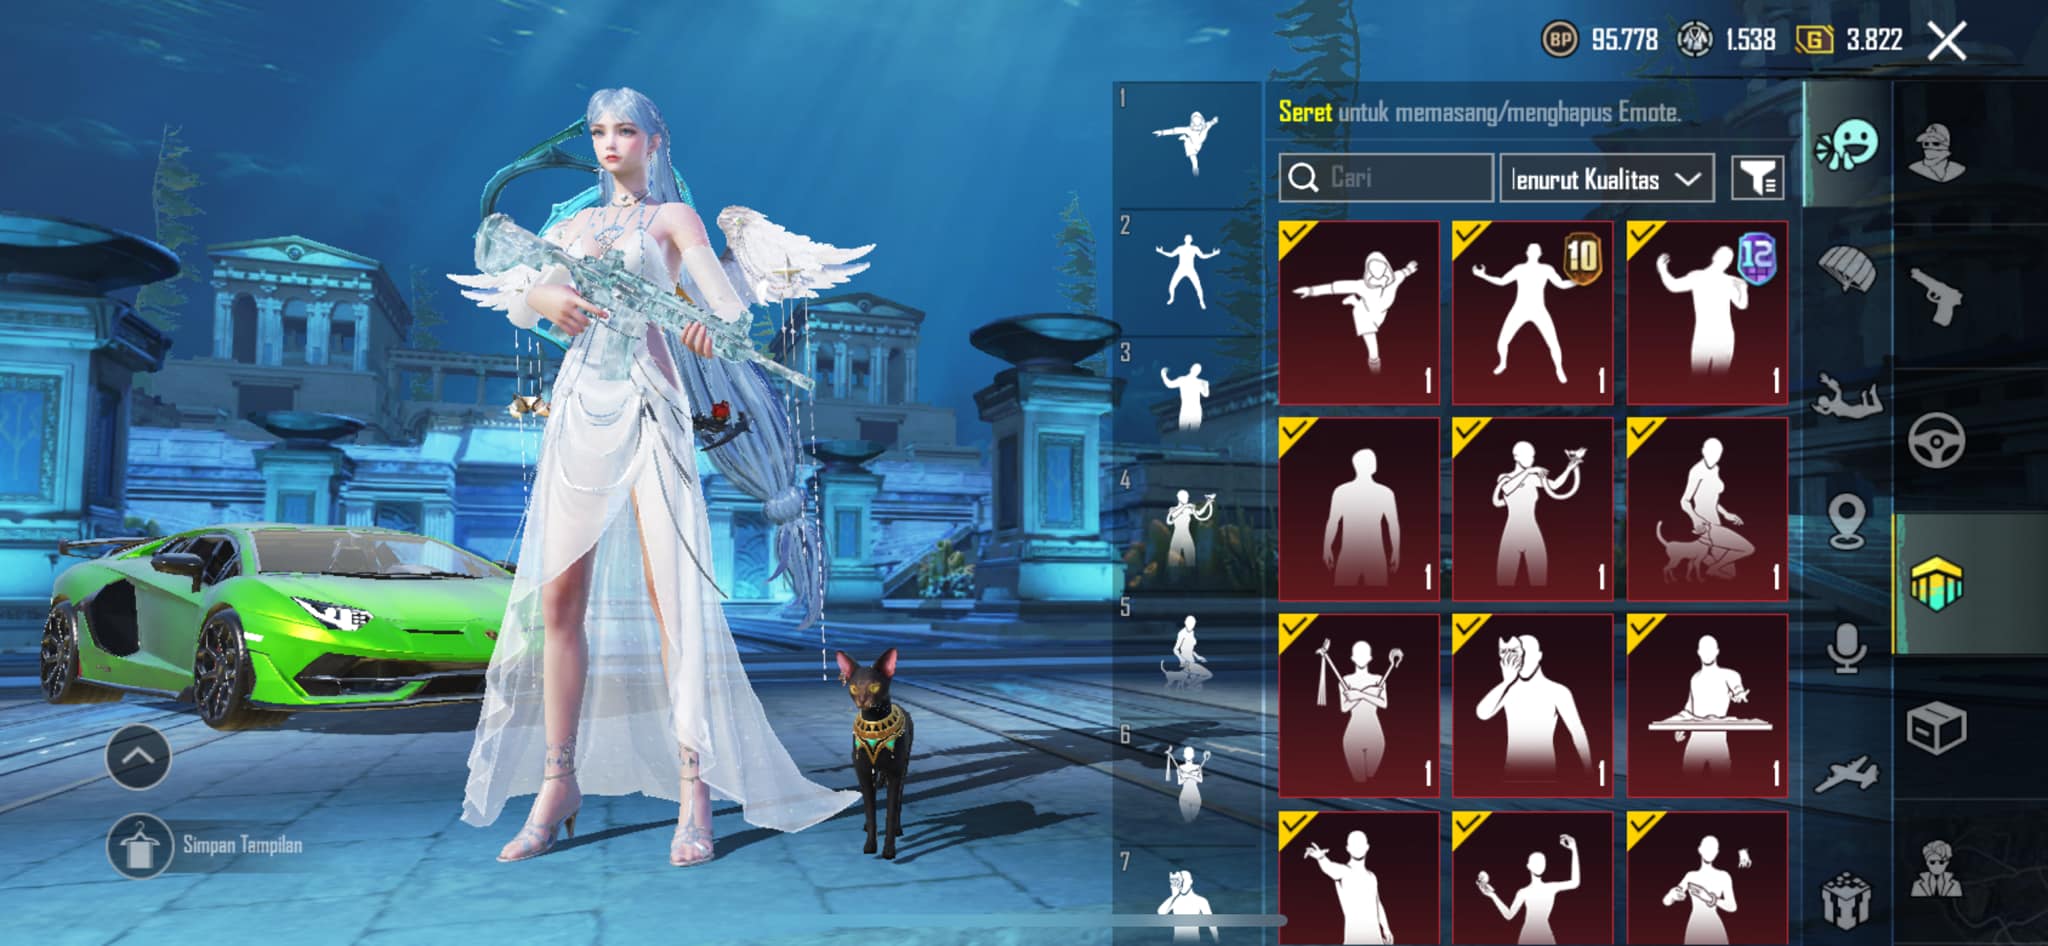 BP 95.778 1.538 G 3.822
Seret untuk memasang/menghapus Emote.
Cari
lenurut Kualitas
1
2
3
4
5
6
7
10
12
1 1 1
1 1 1
1 1 1
Simpan Tampilan